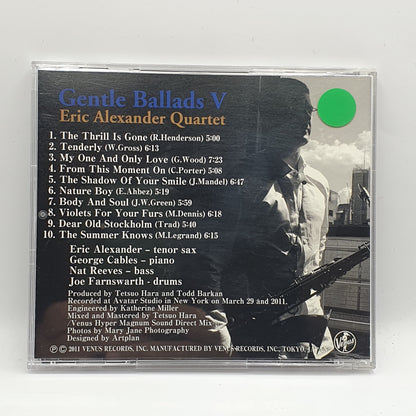 Gentle Ballads V
Eric Alexander Quartet
1. The Thrill Is Gone (R.Henderson) 5:00
2. Tenderly (W.Gross) 6:13
3. My One And Only Love (G.Wood) 7:23
4. From This Moment On (C.Porter) 5:08
5. The Shadow Of Your Smile (J.Mandel) 6:47
6. Nature Boy (E.Ahbez) 5:19
7. Body And Soul (J.W.Green) 5:59
8. Violets For Your Furs (M.Dennis) 6:18
9. Dear Old Stockholm (Trad) 5:40
10. The Summer Knows (M.Legrand) 6:15
Eric Alexander – tenor sax
George Cables – piano
Nat Reeves – bass
Joe Farnswarth - drums
Produced by Tetsuo Hara and Todd Barkan
Recorded at Avatar Studio in New York on March 29 and 2011.
Engineered by Katherine Miller
Mixed and Mastered by Tetsuo Hara
/Venus Hyper Magnum Sound Direct Mix
Photos by Mary Jane Photography
Designed by Artplan
Ⓟ © 2011 VENUS RECORDS, INC. MANUFACTURED BY VENUS RECORDS, INC., TOKYO,
Venus